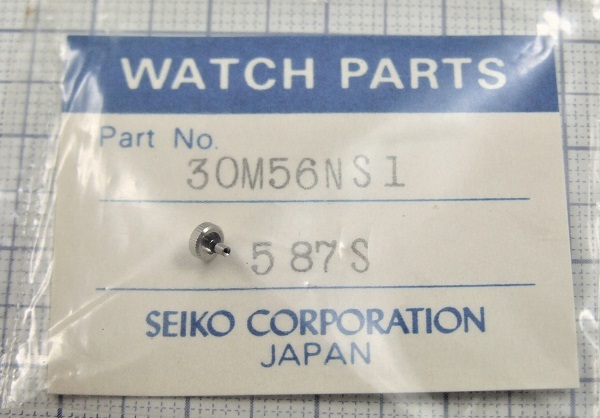 WATCH PARTS
Part No.
30M56NS1
587S
SEIKO CORPORATION
JAPAN